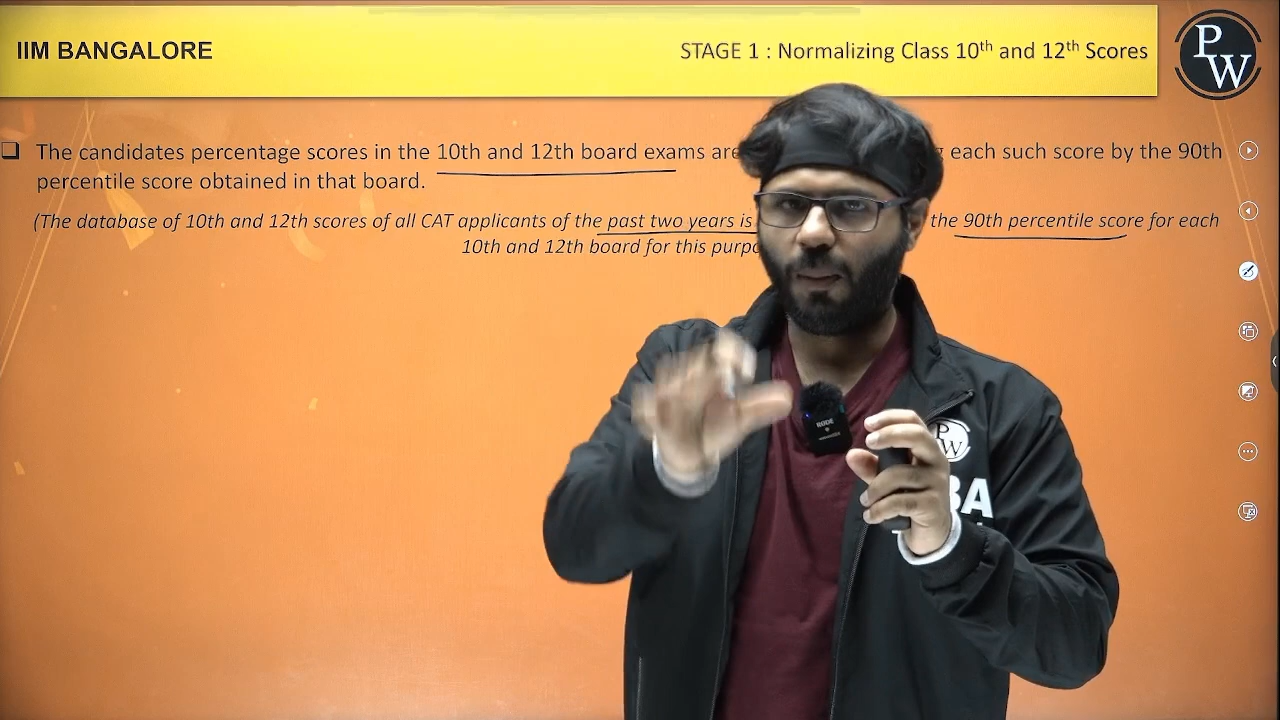 IIM BANGALORE
STAGE 1 : Normalizing Class 10th and 12th Scores
P
W
The candidates percentage scores in the 10th and 12th board exams are each such score by the 90th
percentile score obtained in that board.
(The database of 10th and 12th scores of all CAT applicants of the past two years is the 90th percentile score for each
10th and 12th board for this
RODE
P
W